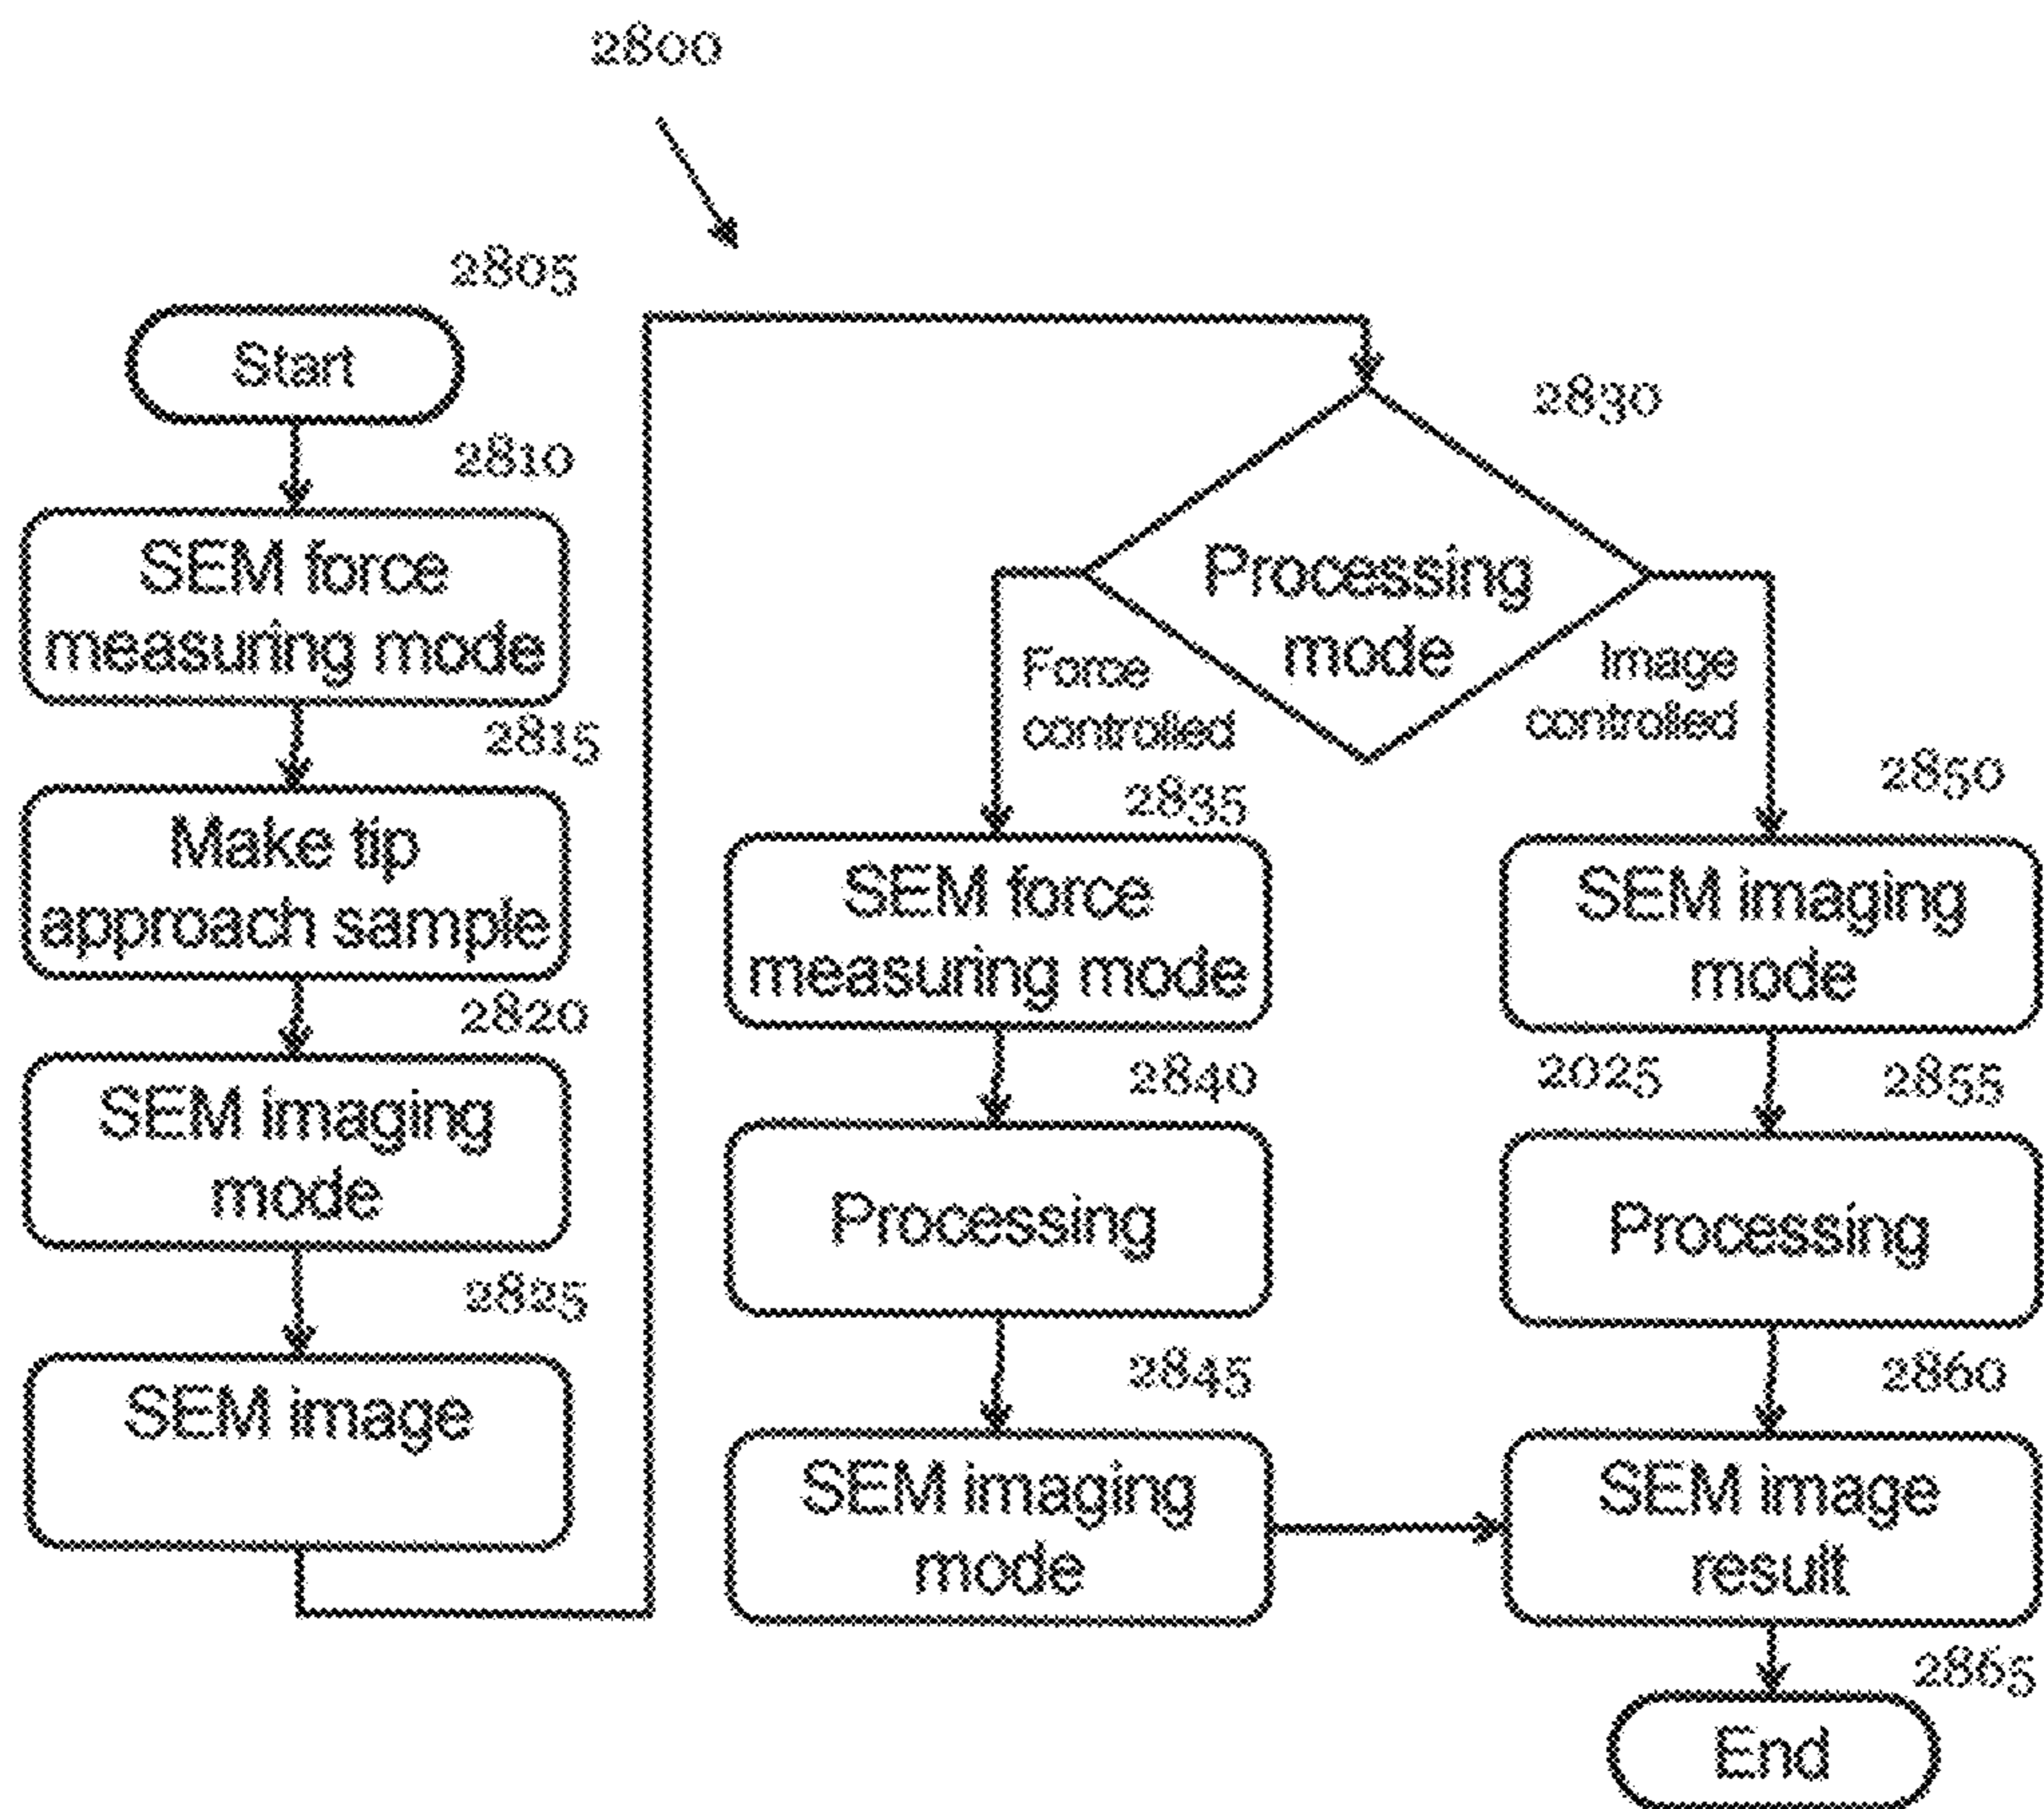 2800
2805
Start
2810
SEM force
measuring mode
2815
Make tip
approach sample
2820
SEM imaging
mode
2825
SEM image
2830
Processing
mode
Force
controlled
Image
controlled
2835
SEM force
measuring mode
2840
Processing
2845
SEM imaging
mode
2850
SEM imaging
mode
2025
2855
Processing
2860
SEM image
result
2865
End